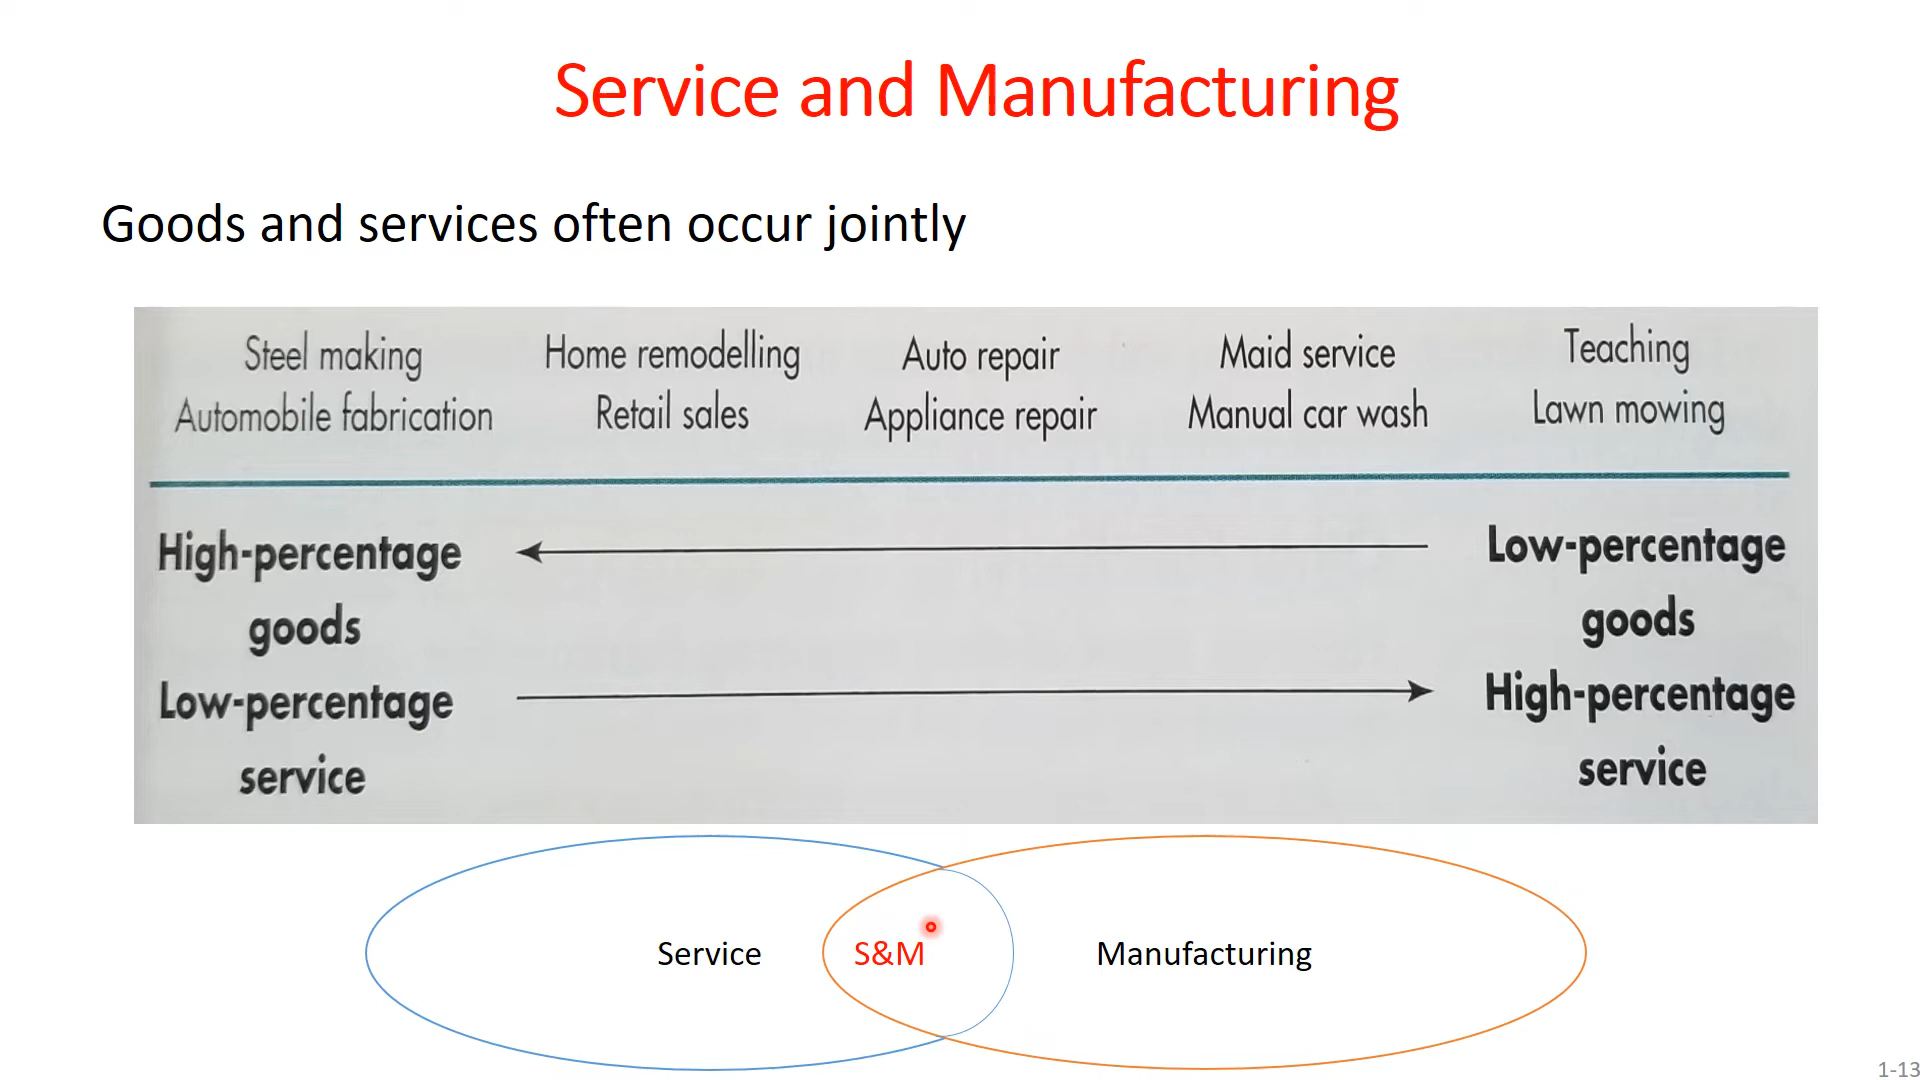 Service and Manufacturing
Goods and services often occur jointly
Steel making Home remodelling Auto repair Maid service Teaching
Automobile fabrication Retail sales Appliance repair Manual car wash Lawn mowing
High-percentage Low-percentage
goods goods
Low-percentage High-percentage
service service
Service S&M Manufacturing
1-13